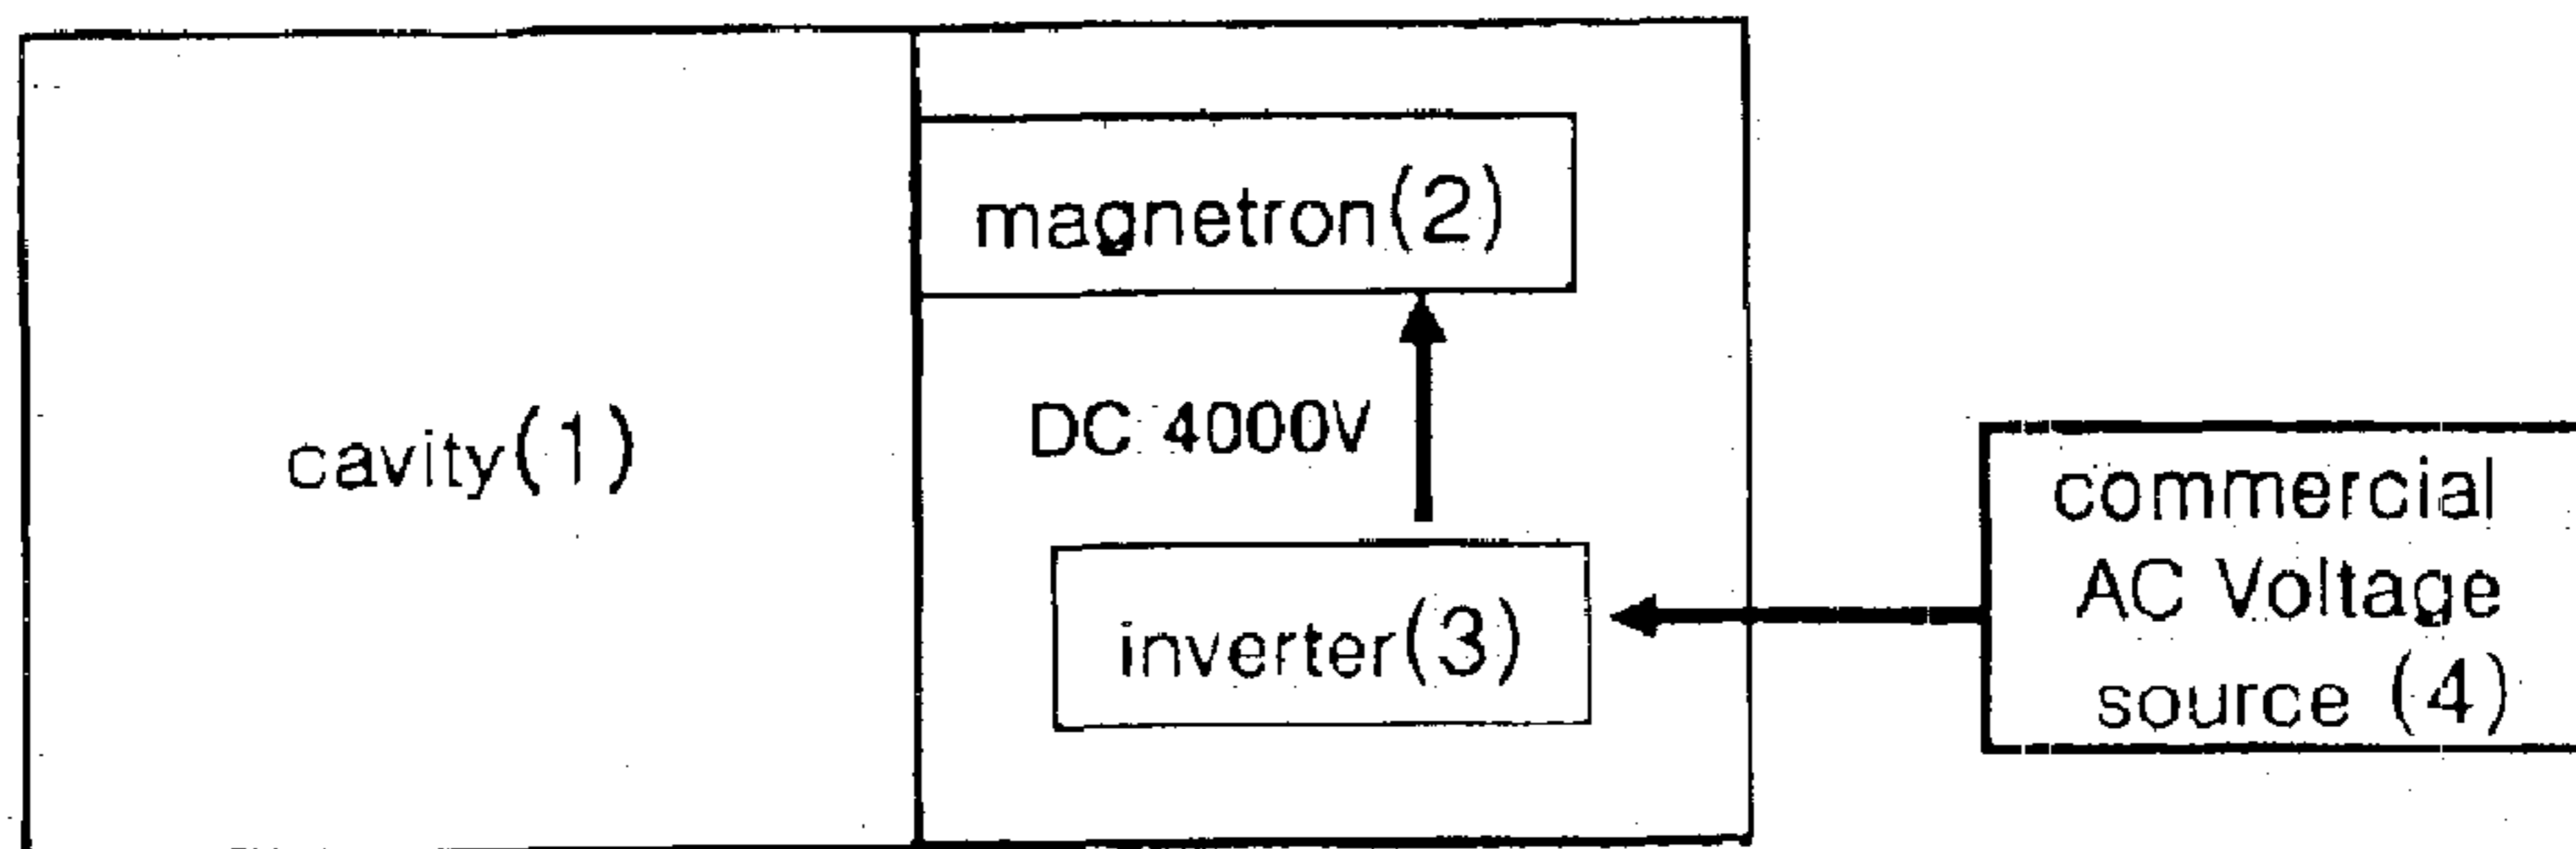 magnetron(2)
DC 4000V
cavity(1)
inverter(3)
commercial
AC Voltage
source (4)